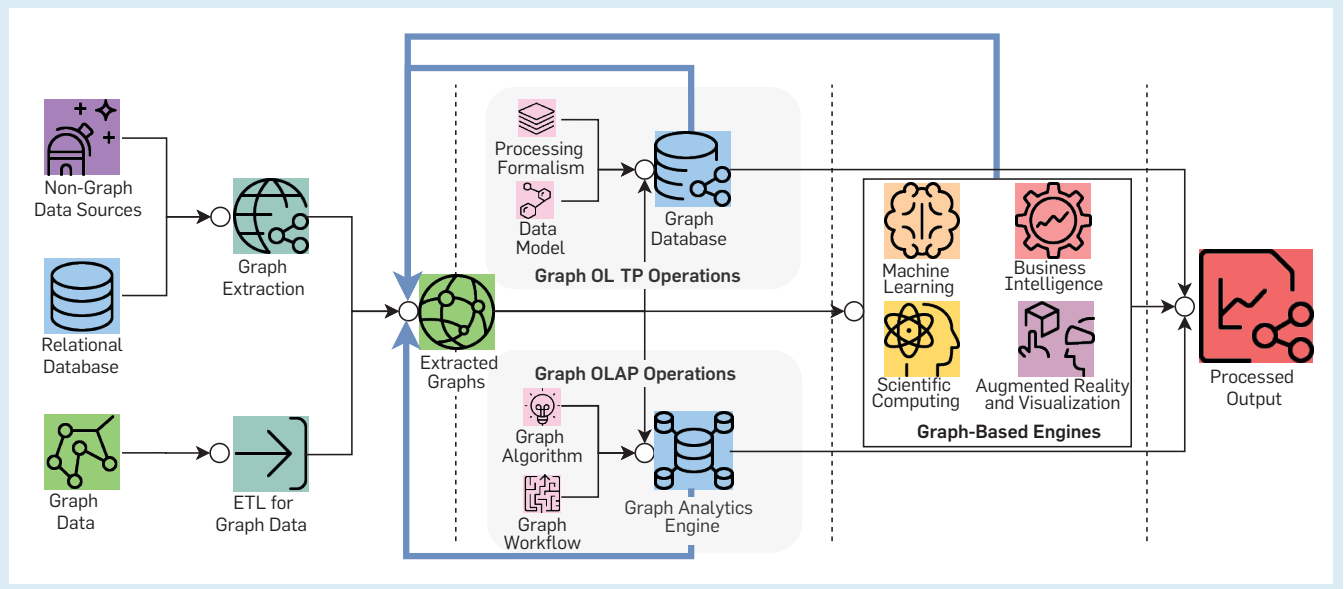 Non-Graph
Data Sources
Relational
Database
Graph
Data
Graph
Extraction
ETL for
Graph Data
Extracted
Graphs
Processing
Formalism
Data
Model
Graph
Database
Graph OL TP Operations
Graph OLAP Operations
Graph
Algorithm
Graph
Workflow
Graph Analytics
Engine
Machine
Learning
Business
Intelligence
Scientific
Computing
Augmented Reality
and Visualization
Graph-Based Engines
Processed
Output